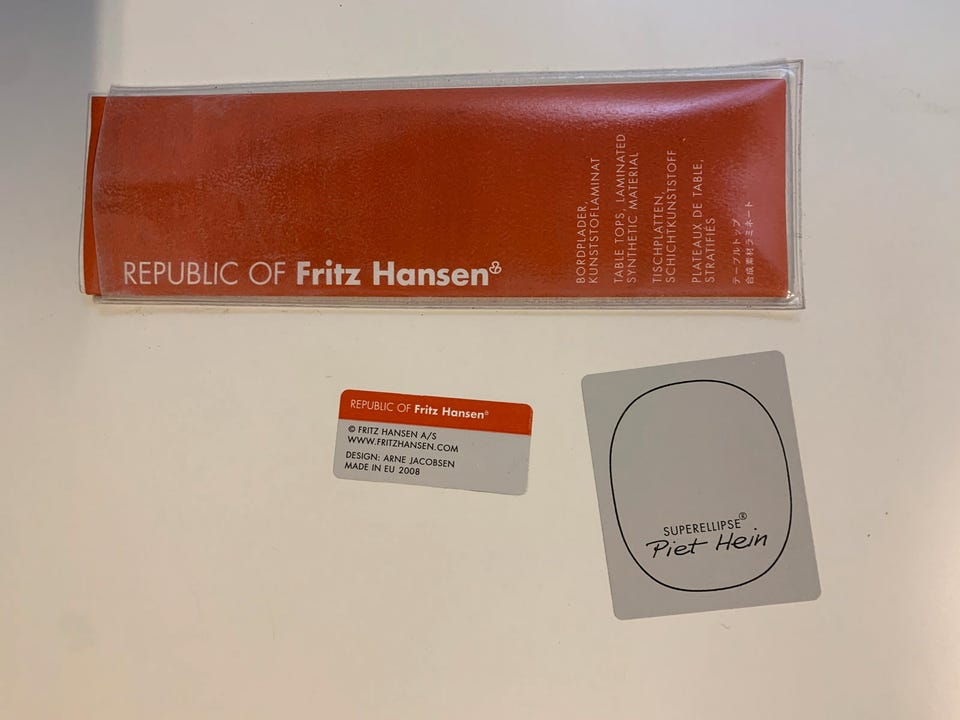 REPUBLIC OF Fritz Hansen®
BORDPLADER,
KUNSTSTOFLAMINAT
TABLE TOPS, LAMINATED
SYNTHETIC MATERIAL
TISCHPLATTEN,
SCHICHTKUNSTSTOFF
PLATEAUX DE TABLE,
STRATIFIÉS
テーブルトップ
合成素材ラミネート
REPUBLIC OF Fritz Hansen®
© FRITZ HANSEN A/S
WWW.FRITZHANSEN.COM
DESIGN: ARNE JACOBSEN
MADE IN EU 2008
SUPERELLIPSE®
Piet Hein